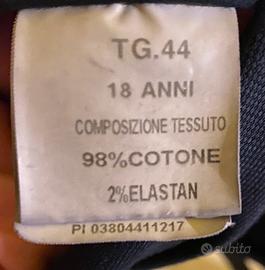 TG.44
18 ANNI
COMPOSIZIONE TESSUTO
98%COTONE
2%ELASTAN
PI 03804411217
subito